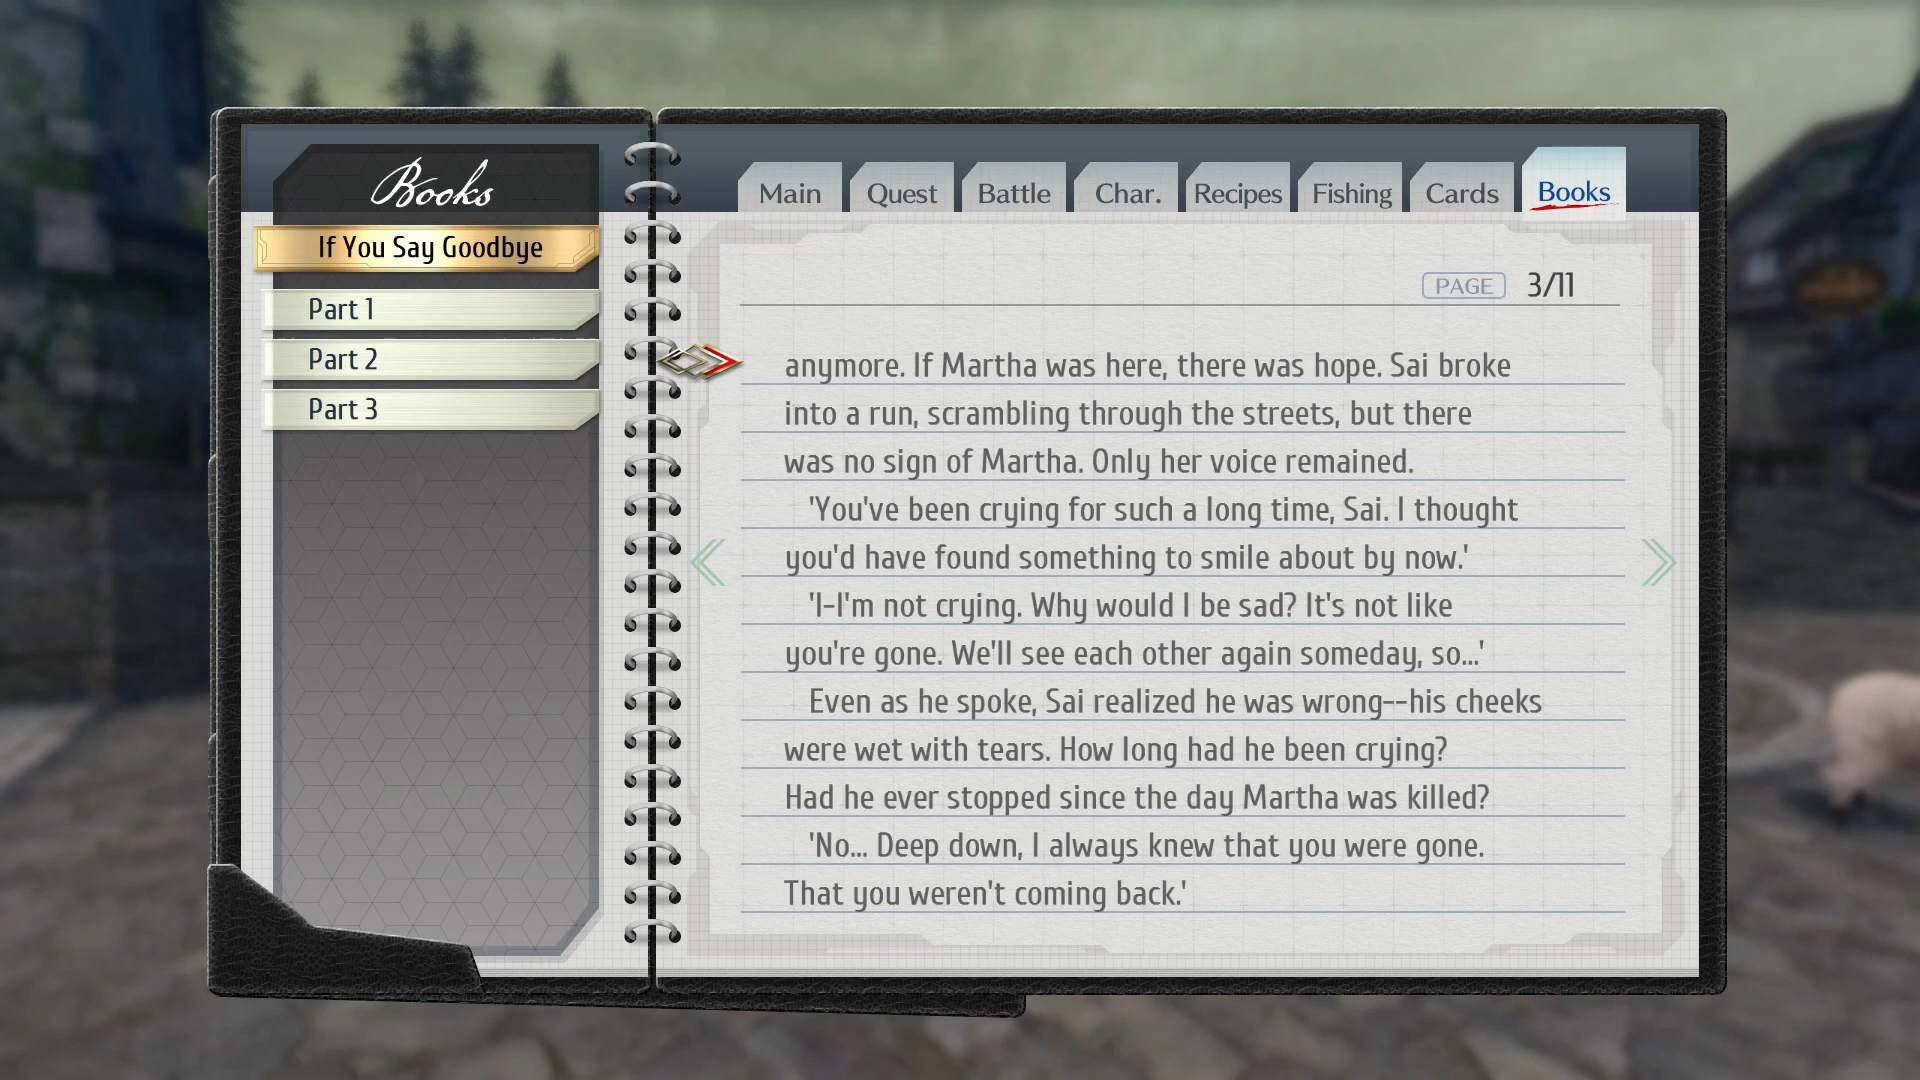 Books
If You Say Goodbye
Part 1
Part 2
Part 3
Main
Quest
Battle
Char.
Recipes
Fishing
Cards
Books
PAGE 3/11
anymore. If Martha was here, there was hope. Sai broke
into a run, scrambling through the streets, but there
was no sign of Martha. Only her voice remained.
'You've been crying for such a long time, Sai. I thought
you'd have found something to smile about by now.'
'I-I'm not crying. Why would I be sad? It's not like
you're gone. We'll see each other again someday, so...'
Even as he spoke, Sai realized he was wrong--his cheeks
were wet with tears. How long had he been crying?
Had he ever stopped since the day Martha was killed?
'No... Deep down, I always knew that you were gone.
That you weren't coming back.'